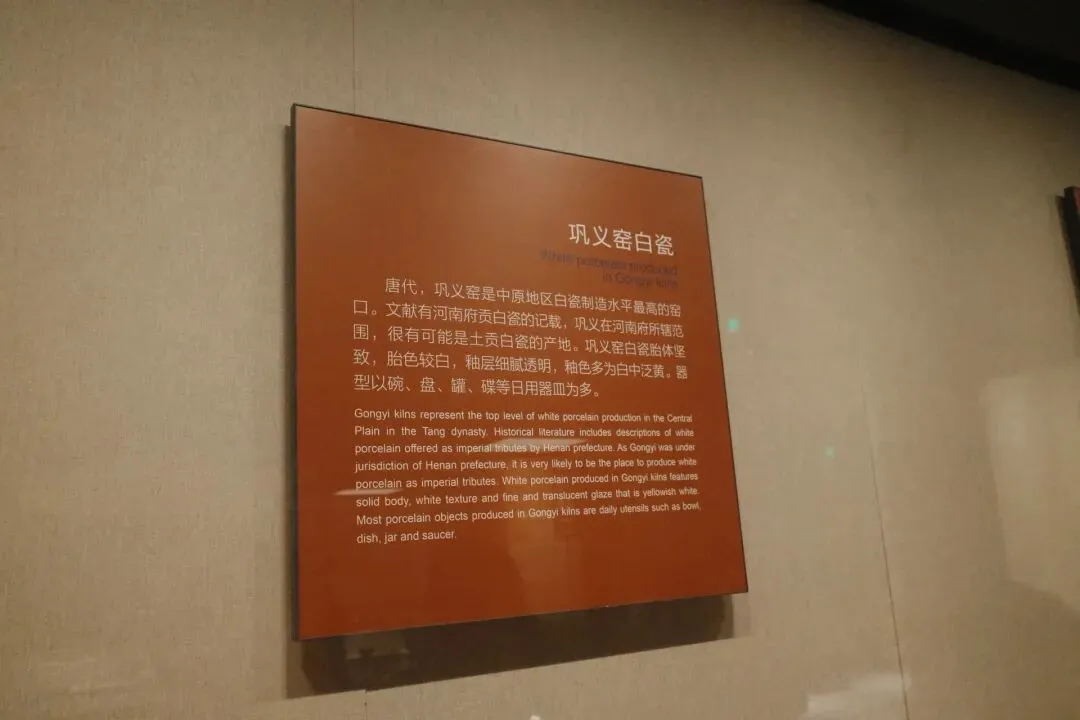 巩义窑白瓷
White porcelain produced
in Gongyi kilns
唐代，巩义窑是中原地区白瓷制造水平最高的窑
口。文献有河南府贡白瓷的记载，巩义在河南府所辖范
围，很有可能是土贡白瓷的产地。巩义窑白瓷胎体坚
致，胎色较白，釉层细腻透明，釉色多为白中泛黄。器
型以碗、盘、罐、碟等日用器皿为多。
Gongyi kilns represent the top level of white porcelain production in the Central
Plain in the Tang dynasty. Historical literature includes descriptions of white
porcelain offered as imperial tributes by Henan prefecture. As Gongyi was under
jurisdiction of Henan prefecture, it is very likely to be the place to produce white
porcelain as imperial tributes. White porcelain produced in Gongyi kilns features
solid body, white texture and fine and translucent glaze that is yellowish white.
Most porcelain objects produced in Gongyi kilns are daily utensils such as bowl,
dish, jar and saucer.